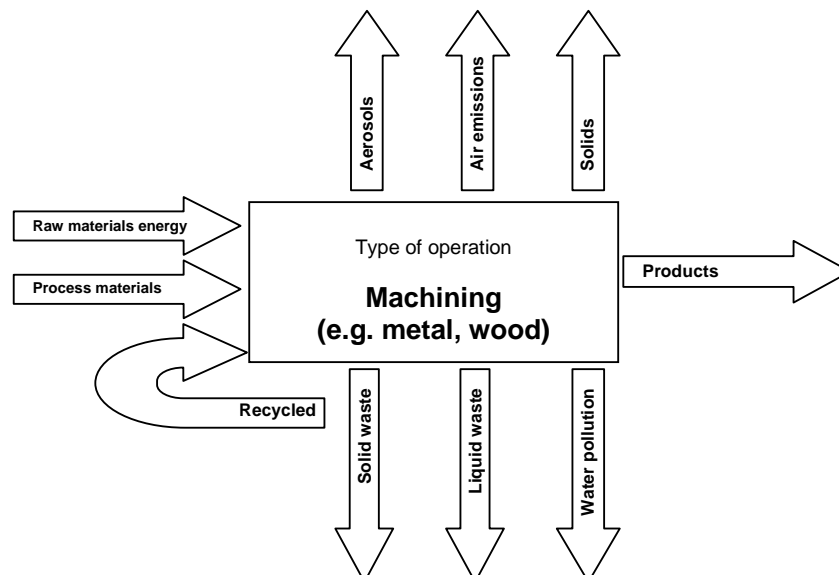 Aerosols
Air emissions
Solids
Raw materials energy
Process materials
Type of operation
Machining
(e.g. metal, wood)
Products
Recycled
Solid waste
Liquid waste
Water pollution